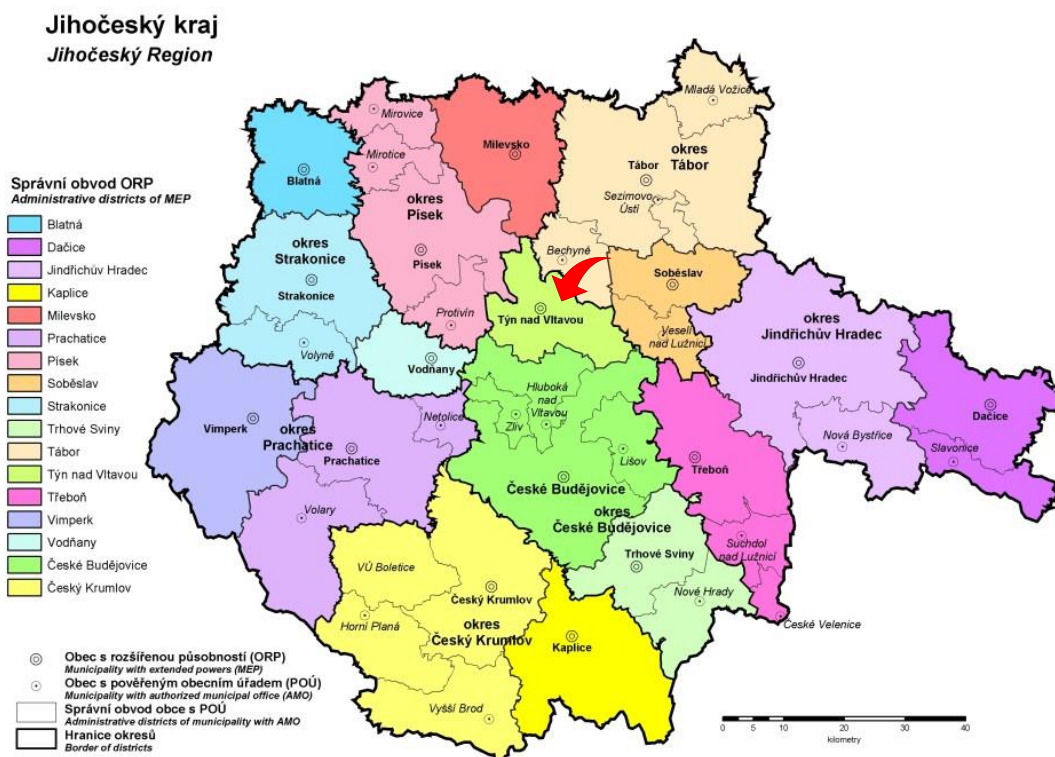 Jihočeský kraj
Jihočeský Region
Správní obvod ORP
Administrative districts of MEP
Blatná
Dačice
Jindřichův Hradec
Kaplice
Milevsko
Prachatice
Písek
Soběslav
Strakonice
Trhové Sviny
Tábor
Týn nad Vltavou
Třeboň
Vimperk
Vodňany
České Budějovice
Český Krumlov
Obec s rozšířenou působností (ORP)
Municipality with extended powers (MEP)
Obec s pověřeným obecním úřadem (POÚ)
Municipality with authorized municipal office (AMO)
Správní obvod obce s POÚ
Administrative districts of municipality with AMO
Hranice okresů
Border of districts
Mladá Vožice
Mirovice
Milevsko
okres
Tábor
Mirotice
Tábor
Blatná
Sezimovo
Ústí
okres
Písek
okres
Strakonice
Písek
Bechyně
Soběslav
Strakonice
Protivín
Týn nad Vltavou
Veselí
nad Lužnicí
okres
Jindřichův Hradec
Volyně
Vodňany
Jindřichův Hradec
Hluboká
nad
Vltavou
Zliv
Netolice
Vimperk
okres
Prachatice
Prachatice
Dačice
Nová Bystřice
Slavonice
Lišov
Třeboň
České Budějovice
okres
České Budějovice
Volary
Suchdol
nad Lužnicí
Trhové Sviny
VÚ Boletice
Nové Hrady
Český Krumlov
Horní Planá
České Velenice
okres
Český Krumlov
Kaplice
Vyšší Brod
0 5 10 20 30 40
kilometry